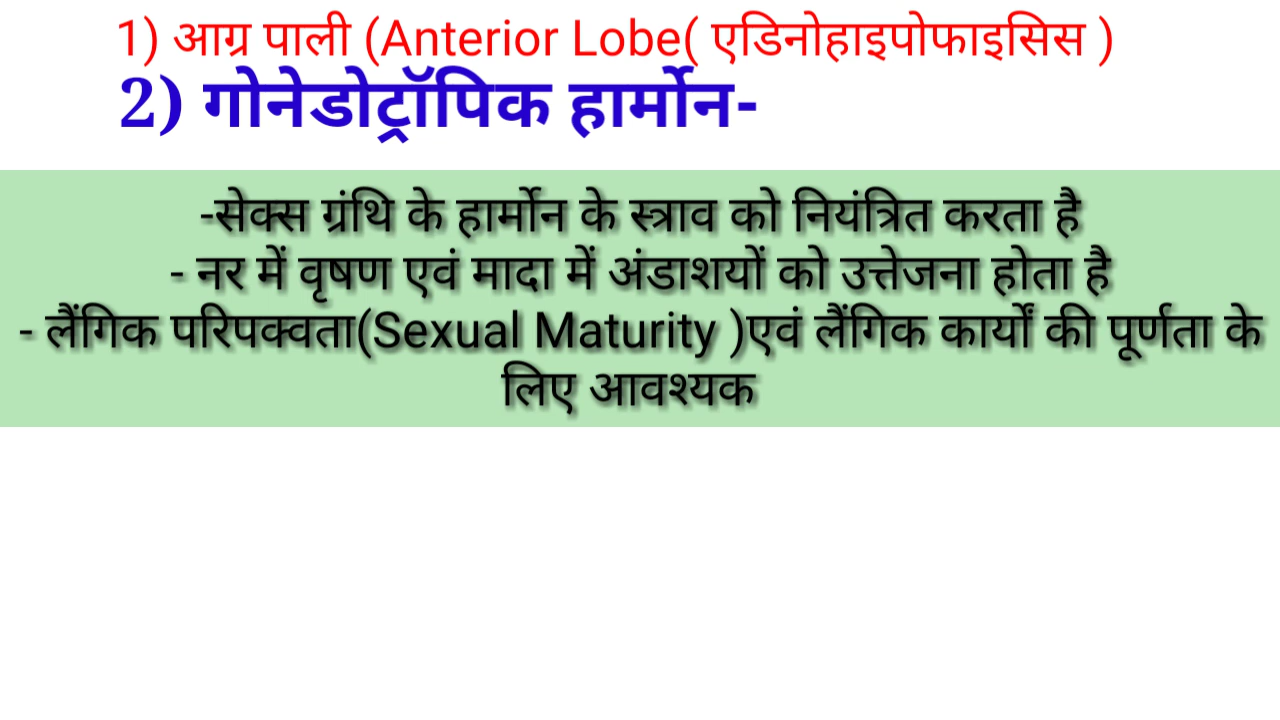 1) आग्र पाली (Anterior Lobe( एडिनोहाइपोफाइसिस )
2) गोनेडोट्रॉपिक हार्मोन-
-सेक्स ग्रंथि के हार्मोन के स्त्राव को नियंत्रित करता है
- नर में वृषण एवं मादा में अंडाशयों को उत्तेजना होता है
- लैंगिक परिपक्वता(Sexual Maturity )एवं लैंगिक कार्यों की पूर्णता के
लिए आवश्यक